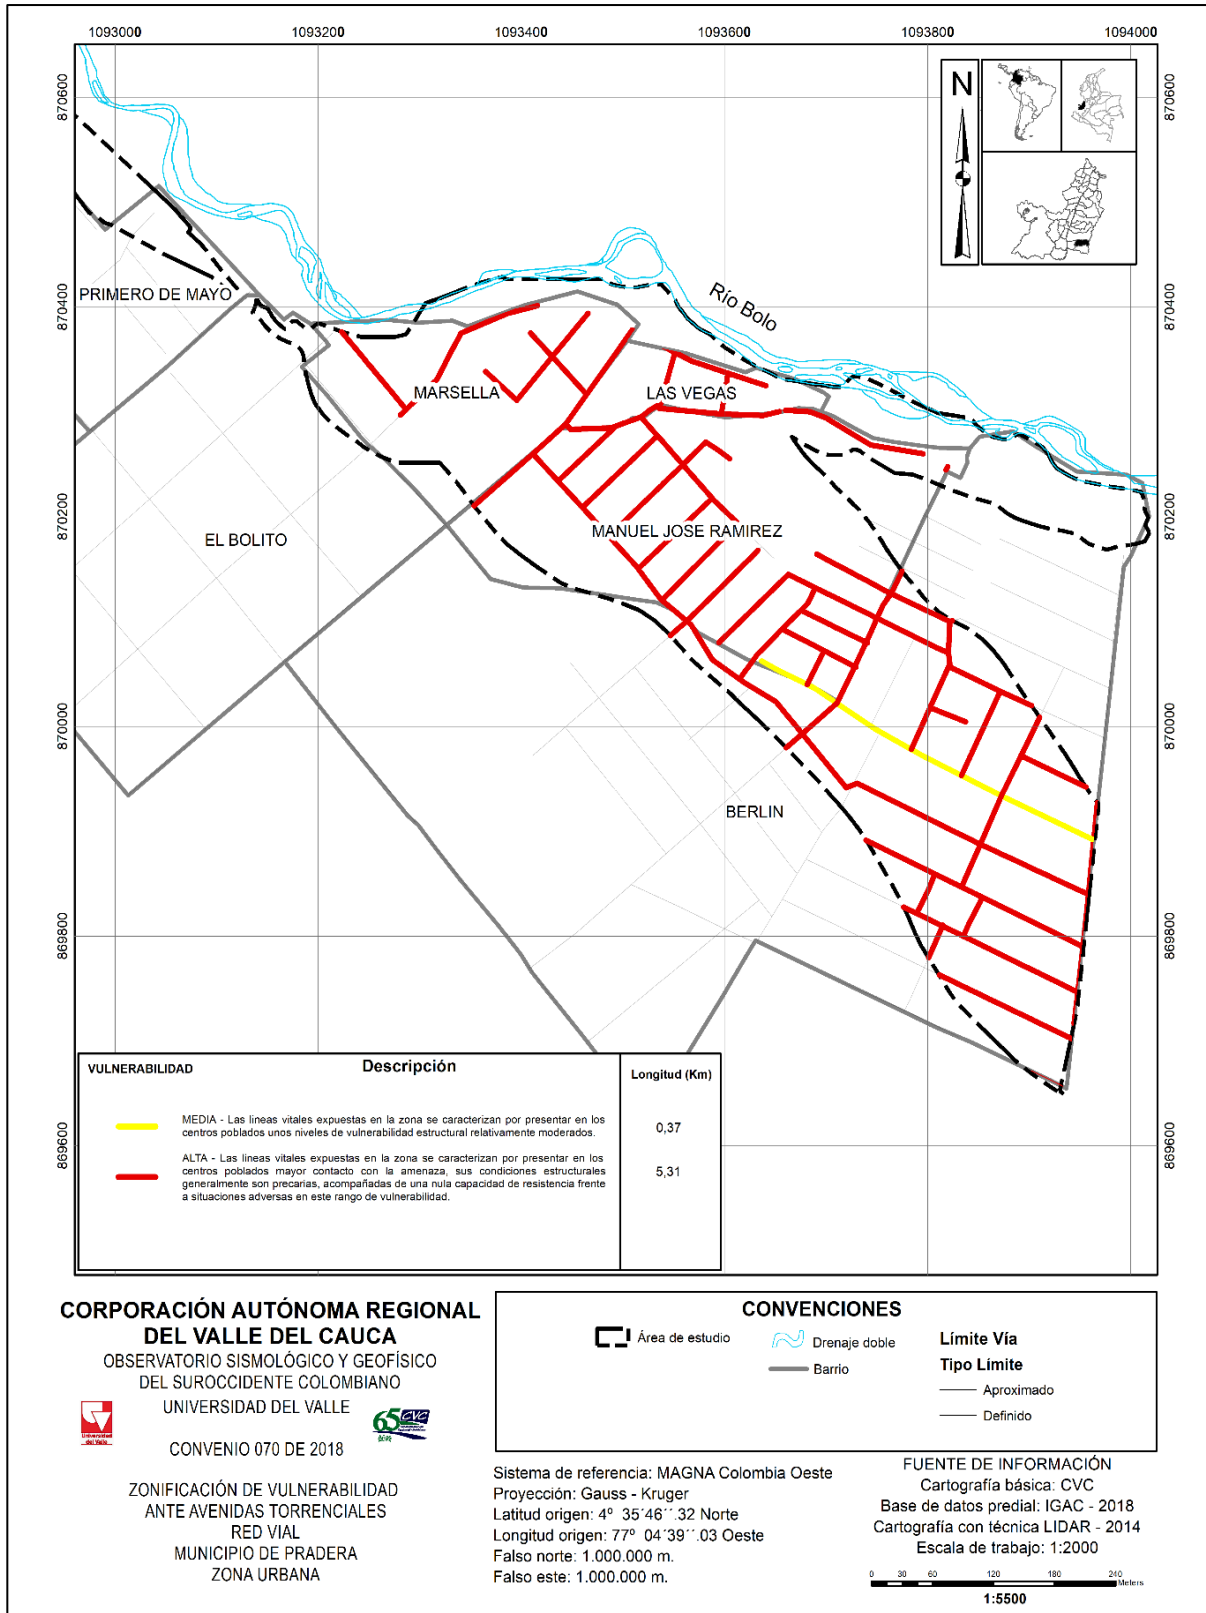 1093000 1093200 1093400 1093600 1093800 1094000
870600 870600
N
Río Bolo
PRIMERO DE MAYO
870400 870400
MARSELLA
LAS VEGAS
870200 870200
MANUEL JOSE RAMIREZ
EL BOLITO
870000 870000
BERLIN
869800 869800
869600 869600
VULNERABILIDAD Descripción Longitud (Km)
MEDIA - Las lineas vitales expuestas en la zona se caracterizan por presentar en los
centros poblados unos niveles de vulnerabilidad estructural relativamente moderados.
0,37
ALTA - Las lineas vitales expuestas en la zona se caracterizan por presentar en los
centros poblados mayor contacto con la amenaza, sus condiciones estructurales
generalmente son precarias, acompañadas de una nula capacidad de resistencia frente
a situaciones adversas en este rango de vulnerabilidad.
5,31
CORPORACIÓN AUTÓNOMA REGIONAL
DEL VALLE DEL CAUCA
OBSERVATORIO SISMOLÓGICO Y GEOFÍSICO
DEL SUROCCIDENTE COLOMBIANO
UNIVERSIDAD DEL VALLE
Universidad
del Valle
65 CVC
CONVENIO 070 DE 2018
ZONIFICACIÓN DE VULNERABILIDAD
ANTE AVENIDAS TORRENCIALES
RED VIAL
MUNICIPIO DE PRADERA
ZONA URBANA
CONVENCIONES
Área de estudio
Drenaje doble
Barrio
Límite Vía
Tipo Límite
Aproximado
Definido
Sistema de referencia: MAGNA Colombia Oeste
Proyección: Gauss - Kruger
Latitud origen: 4º 35´46´´.32 Norte
Longitud origen: 77º 04´39´´.03 Oeste
Falso norte: 1.000.000 m.
Falso este: 1.000.000 m.
FUENTE DE INFORMACIÓN
Cartografía básica: CVC
Base de datos predial: IGAC - 2018
Cartografía con técnica LIDAR - 2014
Escala de trabajo: 1:2000
0 30 60 120 180 240
Meters
1:5500